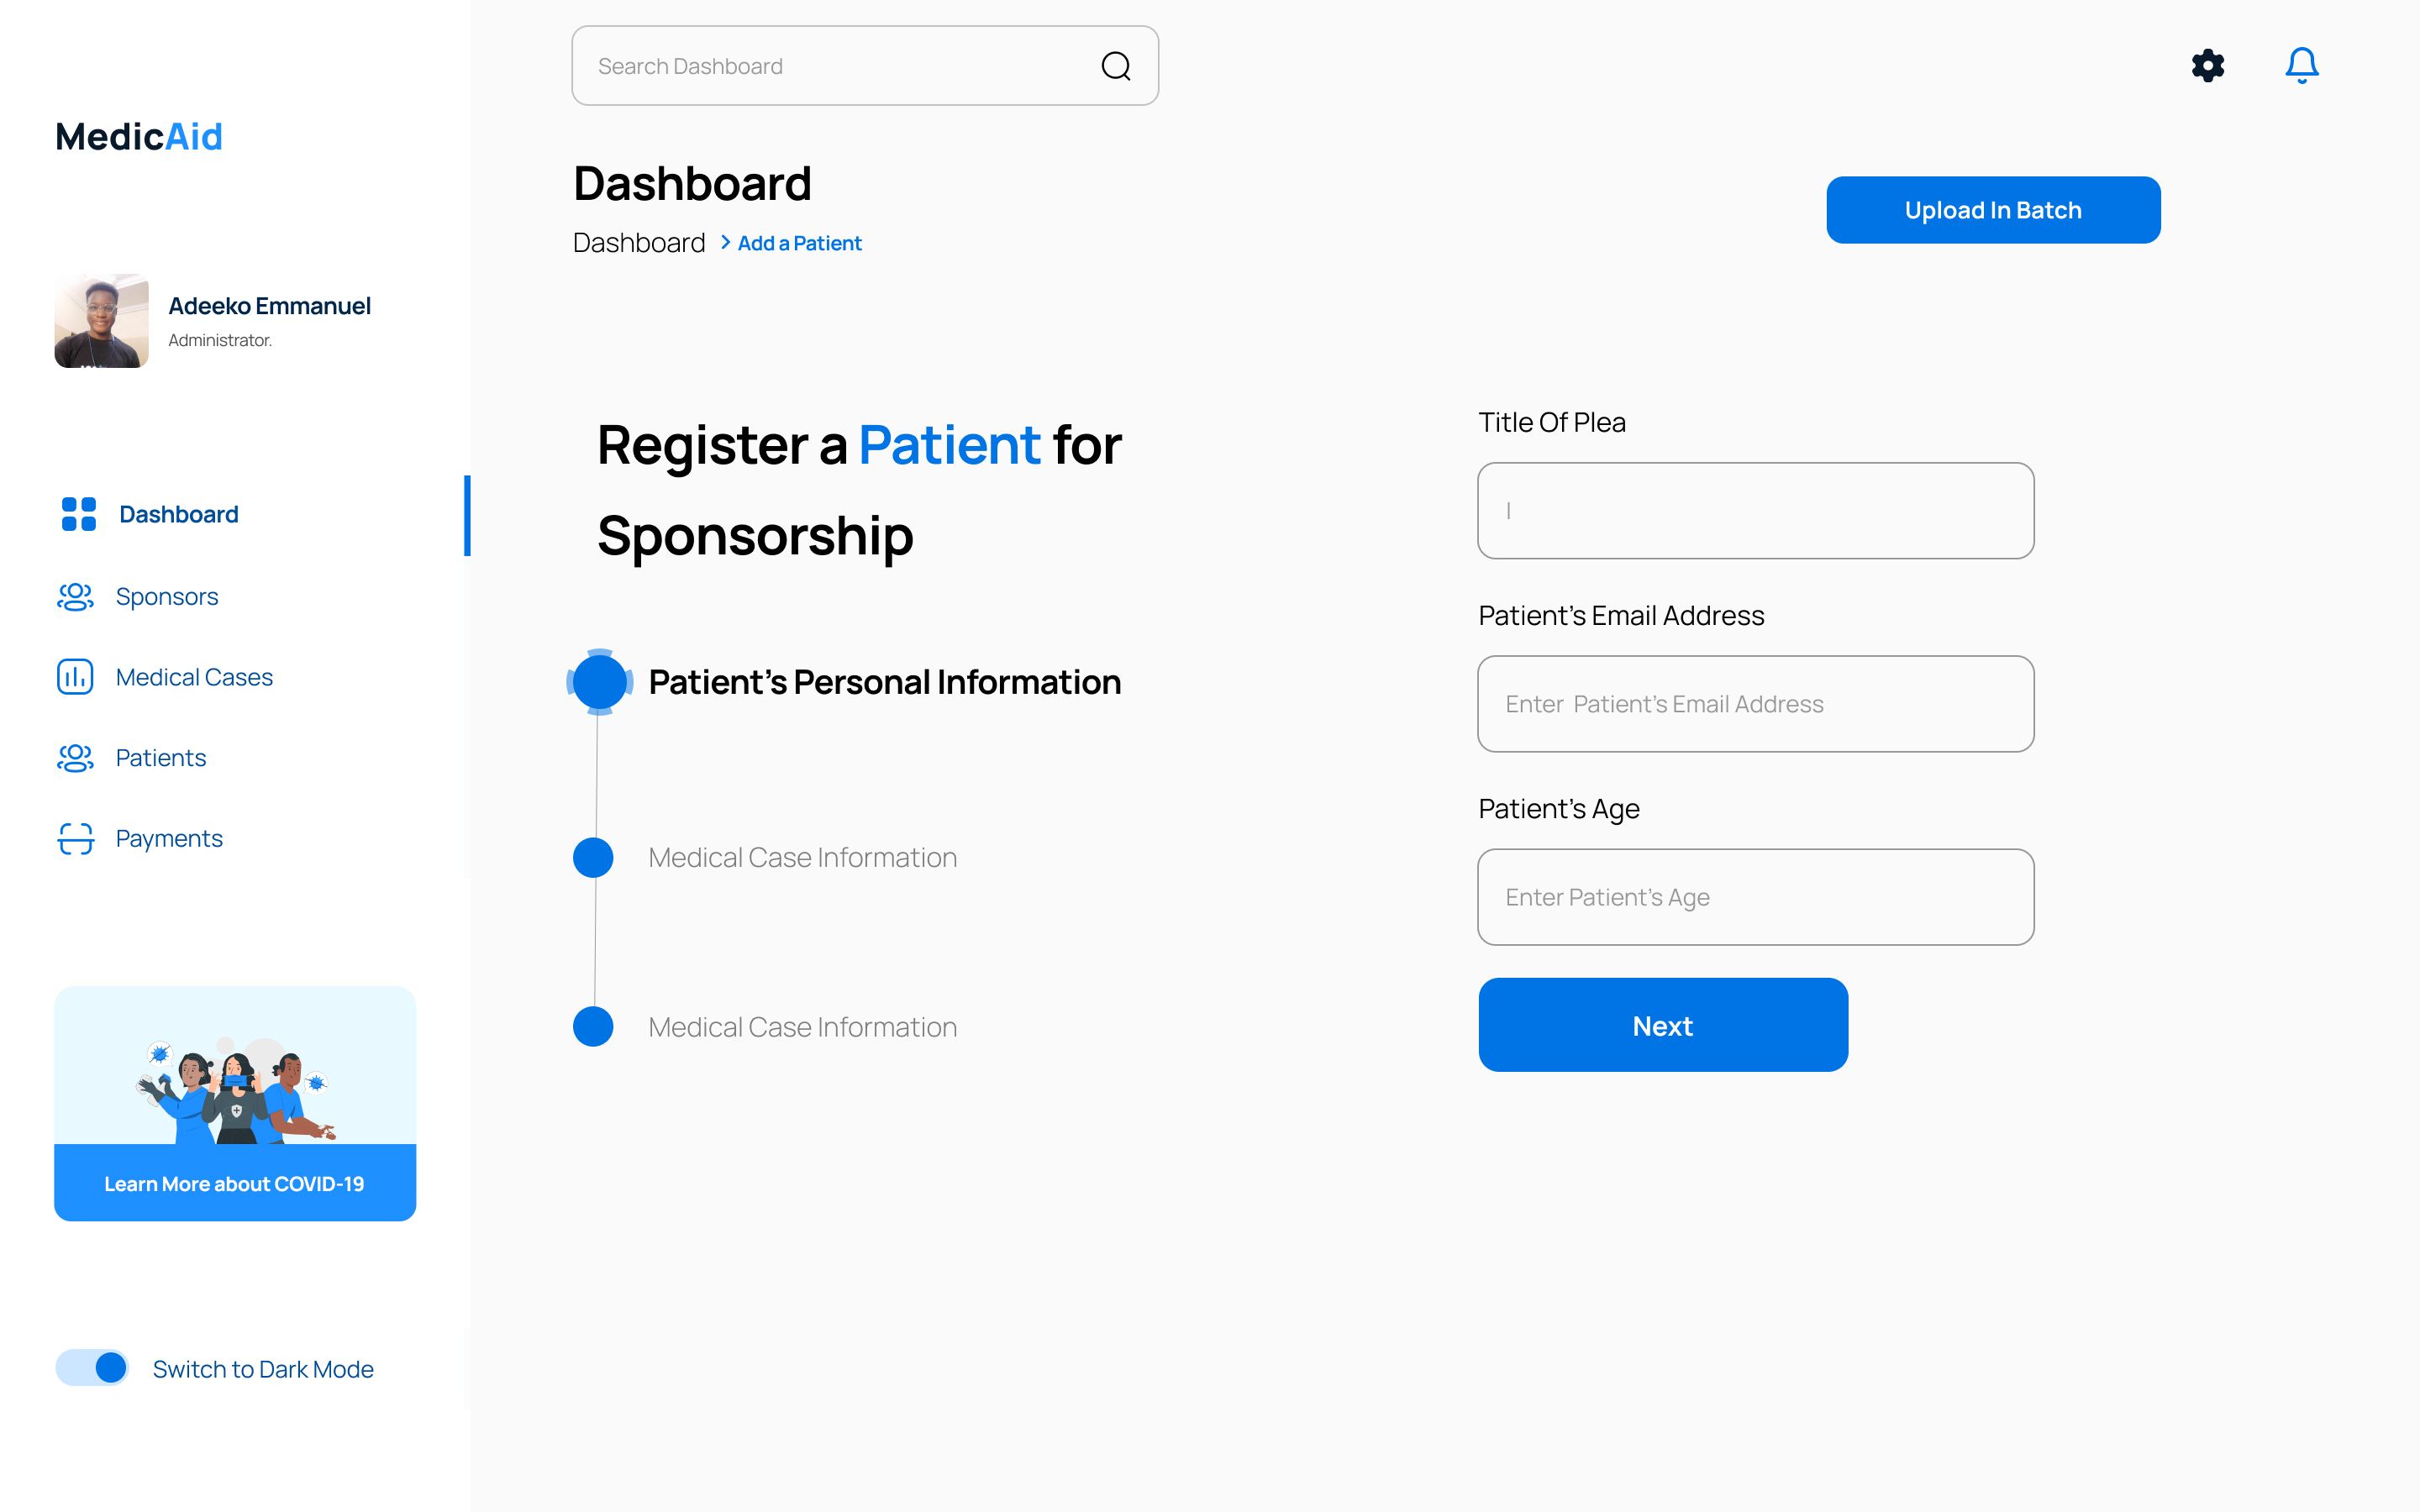 Search Dashboard
MedicAid
Dashboard
Upload In Batch
Dashboard > Add a Patient
Adeeko Emmanuel
Administrator.
Dashboard
Sponsors
Medical Cases
Patients
Payments
Learn More about COVID-19
Switch to Dark Mode
Register a Patient for
Sponsorship
Patient's Personal Information
Medical Case Information
Medical Case Information
Title Of Plea
Patient's Email Address
Enter  Patient's Email Address
Patient's Age
Enter Patient's Age
Next